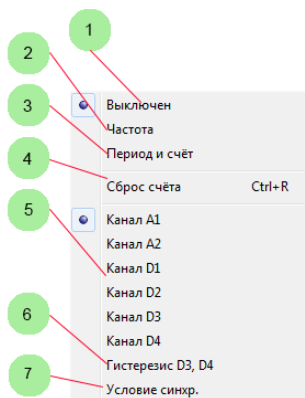 1
2
3
Выключен
Частота
Период и счёт
4
Сброс счёта Ctrl+R
5
Канал A1
Канал A2
Канал D1
Канал D2
Канал D3
Канал D4
6
Гистерезис D3, D4
7
Условие синхр.